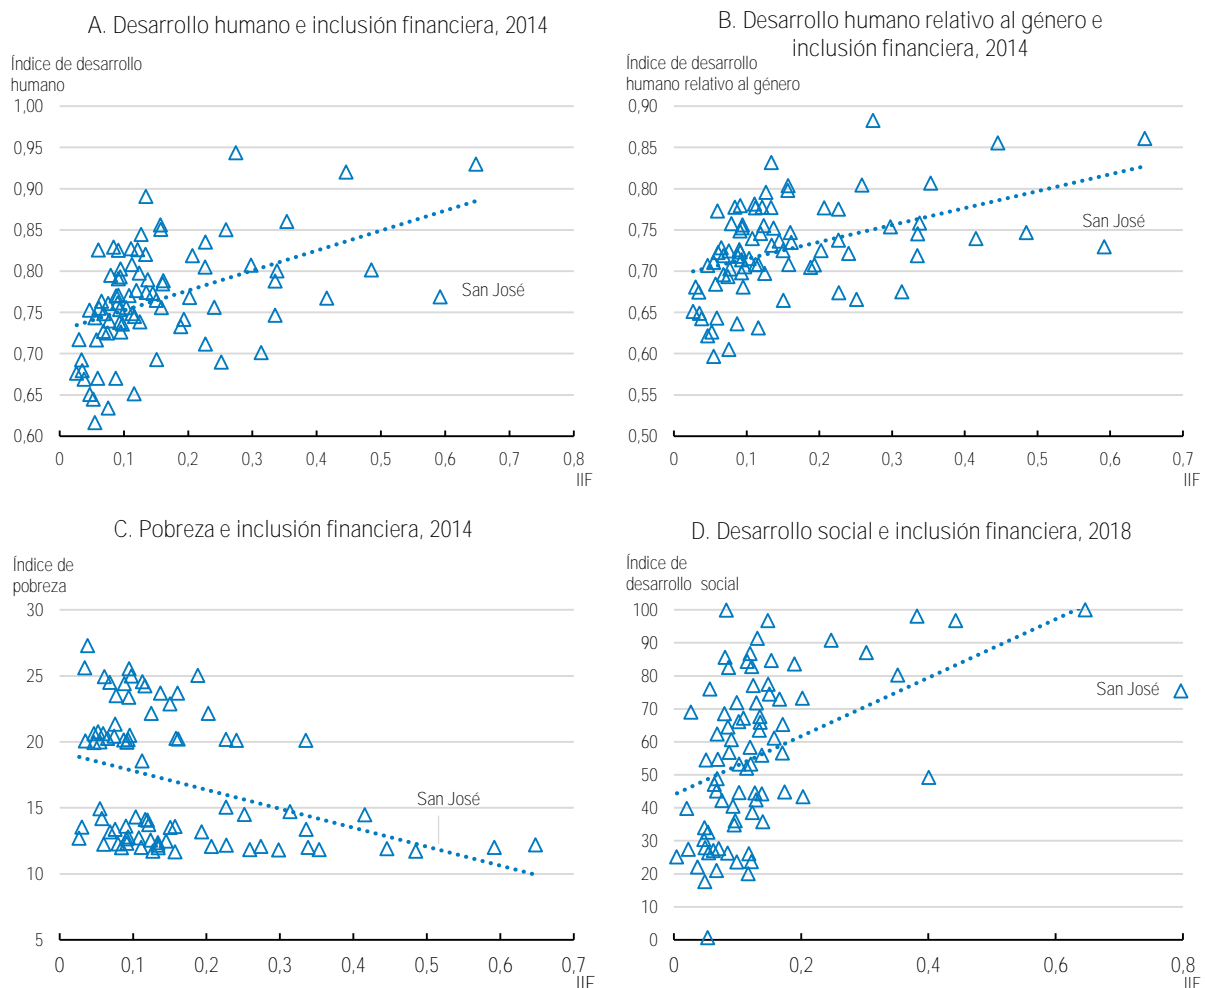 A. Desarrollo humano e inclusión financiera, 2014
Índice de desarrollo
humano
1,00
0,95
0,90
0,85
0,80
0,75
0,70
0,65
0,60
San José
0 0,1 0,2 0,3 0,4 0,5 0,6 0,7 0,8
IIF
B. Desarrollo humano relativo al género e
inclusión financiera, 2014
Índice de desarrollo
humano relativo al género
0,90
0,85
0,80
0,75
0,70
0,65
0,60
0,55
0,50
San José
0 0,1 0,2 0,3 0,4 0,5 0,6 0,7
IIF
C. Pobreza e inclusión financiera, 2014
Índice de
pobreza
30
25
20
15
10
5
San José
0 0,1 0,2 0,3 0,4 0,5 0,6 0,7
IIF
D. Desarrollo social e inclusión financiera, 2018
Índice de
desarrollo social
100
90
80
70
60
50
40
30
20
10
0
San José
0 0,2 0,4 0,6 0,8
IIF